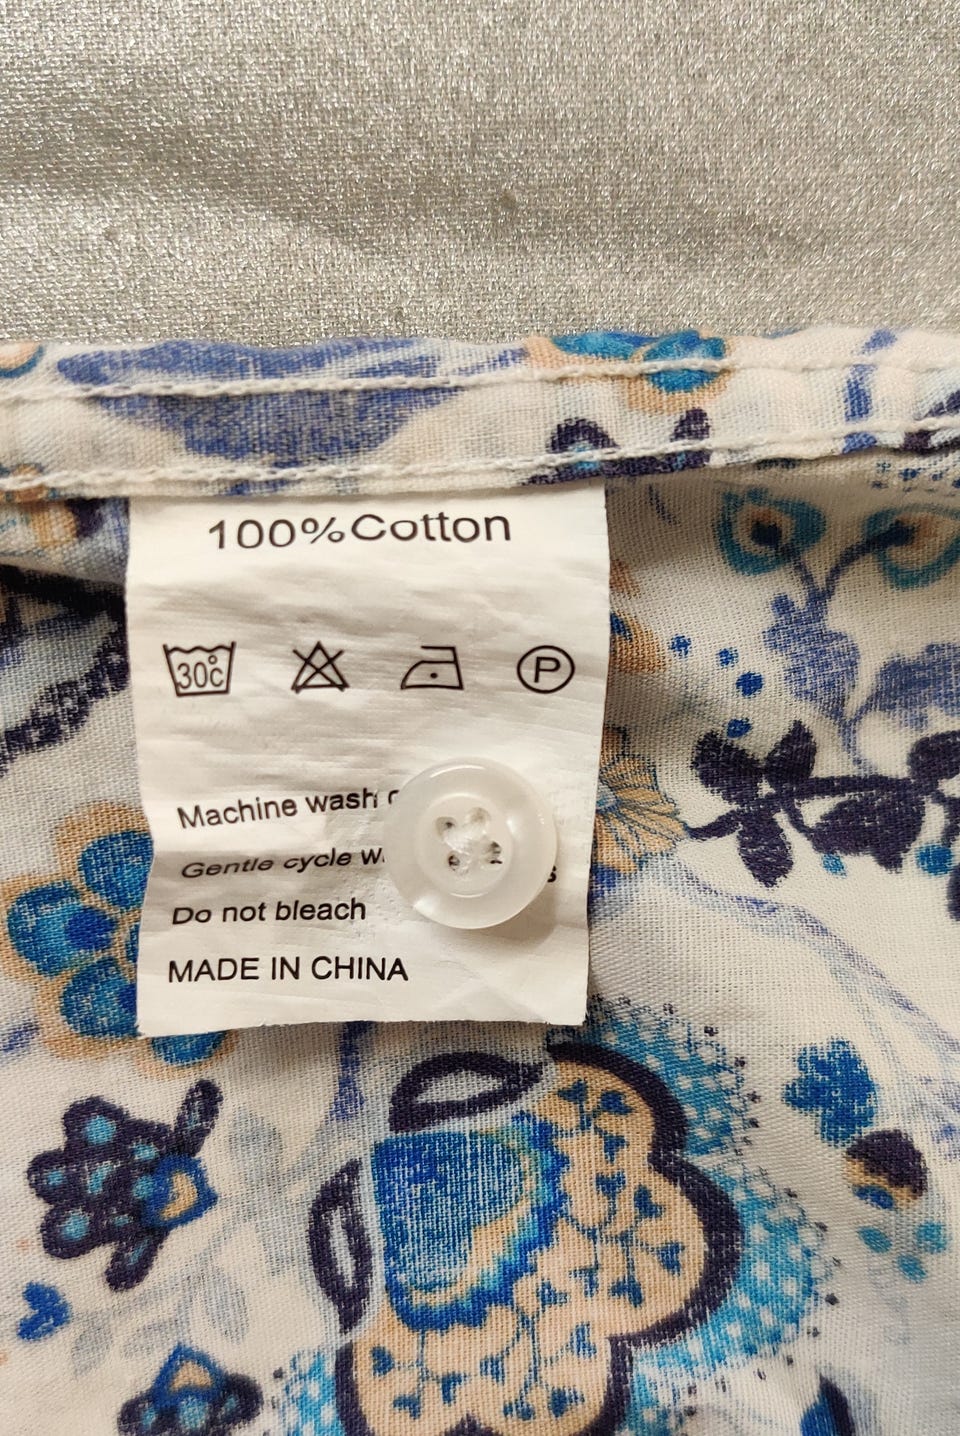 100%Cotton
30°C
P
Machine wash
Gentle cycle
Do not bleach
MADE IN CHINA